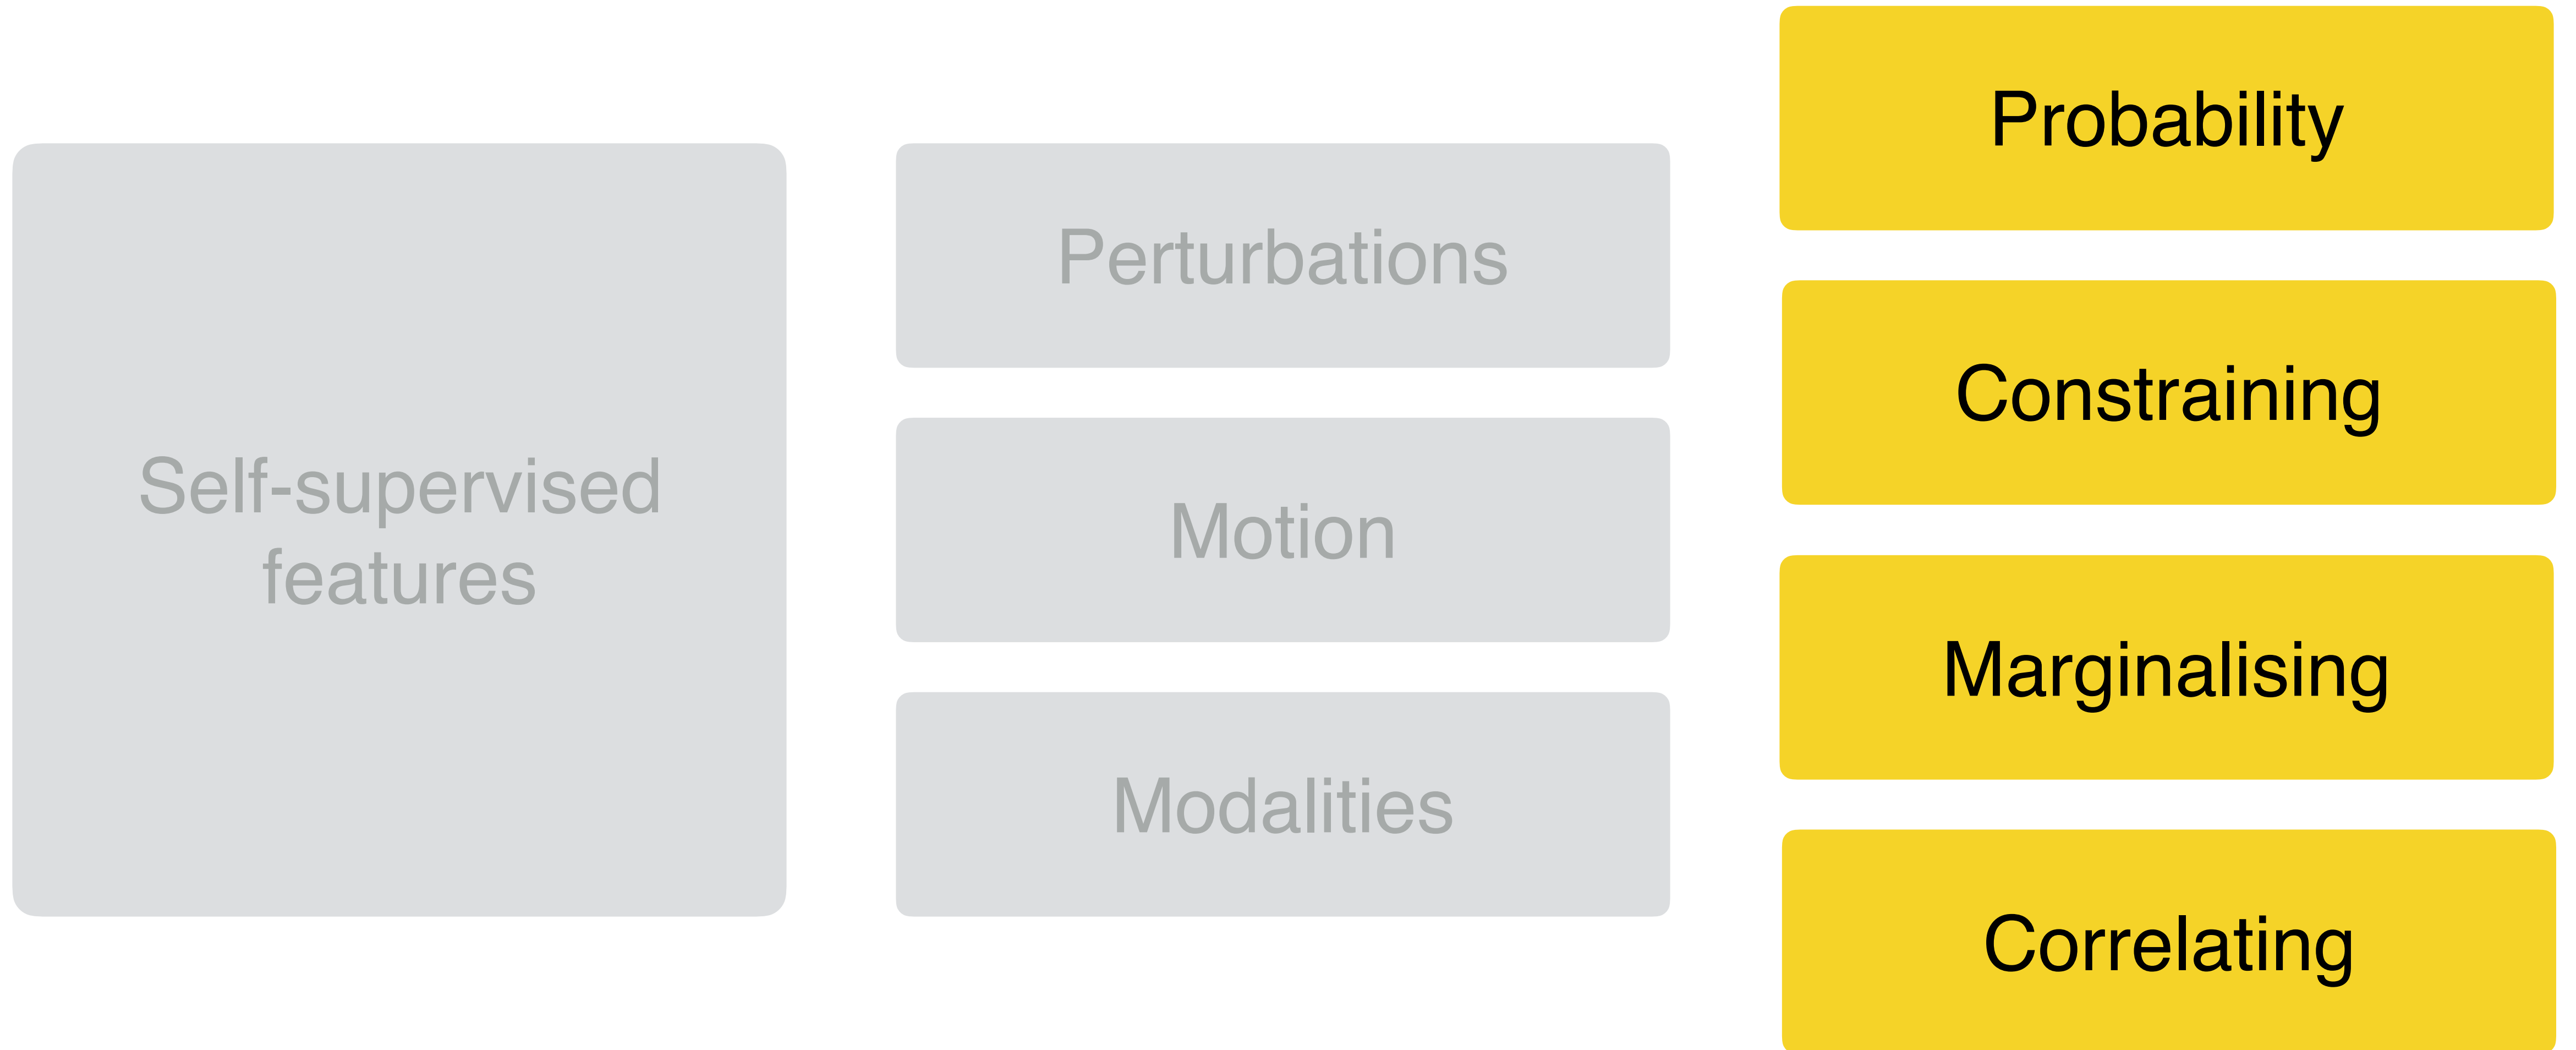 Self-supervised
features
Perturbations
Motion
Modalities
Probability
Constraining
Marginalising
Correlating